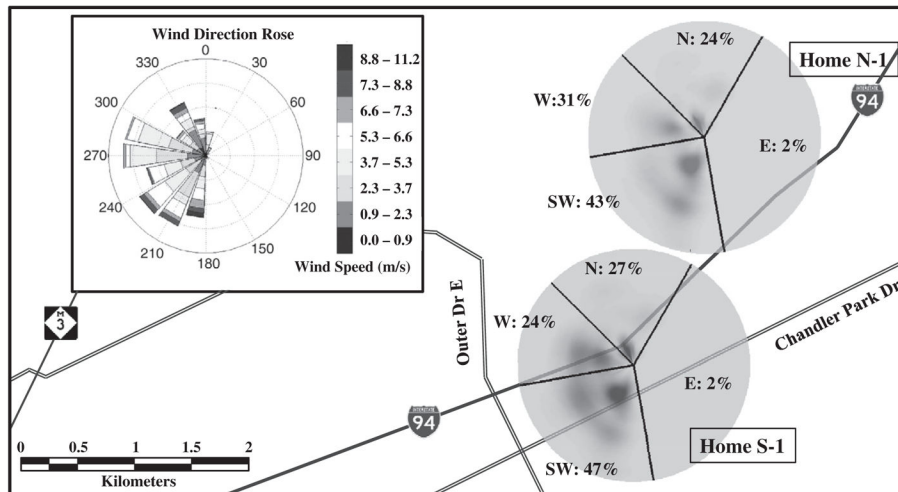 Wind Direction Rose
0
330
30
300
60
270
90
240
120
210
150
180
8.8 – 11.2
7.3 – 8.8
6.6 – 7.3
5.3 – 6.6
3.7 – 5.3
2.3 – 3.7
0.9 – 2.3
0.0 – 0.9
Wind Speed (m/s)
N: 24%
Home N-1
INTERSTATE
94
W:31%
E: 2%
SW: 43%
N: 27%
W: 24%
E: 2%
SW: 47%
Home S-1
Chandler Park Dr
Outer Dr E
M
3
INTERSTATE
94
0 0.5 1 1.5 2
Kilometers